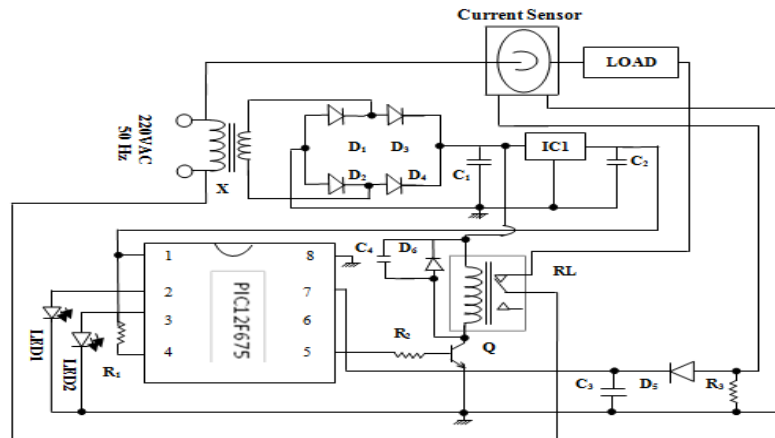 Current Sensor
LOAD
220VAC
50 Hz
X
D1
D3
D2
D4
C1
IC1
C2
C4
D6
RL
1
2
3
4
8
7
6
5
PIC12F675
LED1
LED2
R1
R2
Q
C3
D5
R3